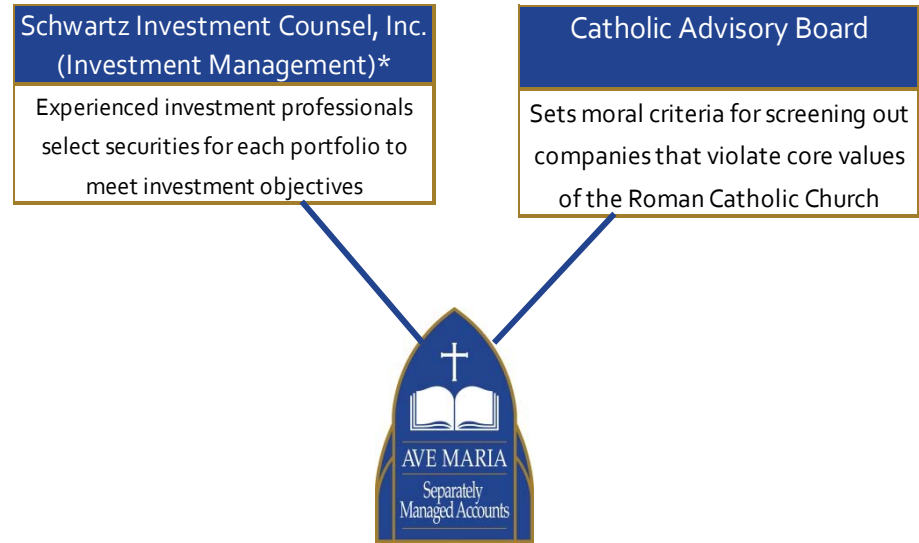 Schwartz Investment Counsel, Inc.
(Investment Management)*
Experienced investment professionals
select securities for each portfolio to
meet investment objectives
Catholic Advisory Board
Sets moral criteria for screening out
companies that violate core values
of the Roman Catholic Church
AVE MARIA
Separately
Managed Accounts